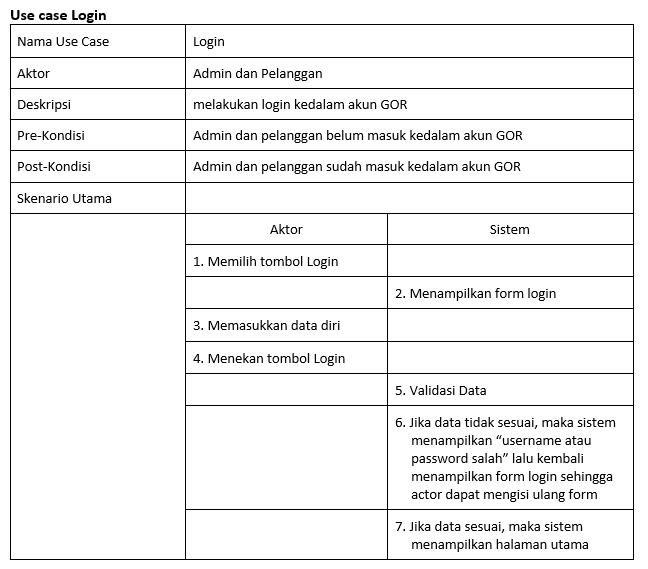 Use case Login
Nama Use Case Login
Aktor Admin dan Pelanggan
Deskripsi melakukan login kedalam akun GOR
Pre-Kondisi Admin dan pelanggan belum masuk kedalam akun GOR
Post-Kondisi Admin dan pelanggan sudah masuk kedalam akun GOR
Skenario Utama
Aktor Sistem
1. Memilih tombol Login
2. Menampilkan form login
3. Memasukkan data diri
4. Menekan tombol Login
5. Validasi Data
6. Jika data tidak sesuai, maka sistem
menampilkan “username atau
password salah” lalu kembali
menampilkan form login sehingga
actor dapat mengisi ulang form
7. Jika data sesuai, maka sistem
menampilkan halaman utama